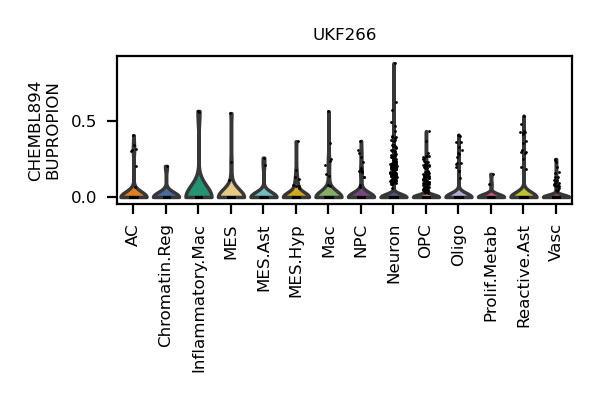 UKF266
CHEMBL894
BUPROPION
0.5
0.0
AC
Chromatin.Reg
Inflammatory.Mac
MES
MES.Ast
MES.Hyp
Mac
NPC
Neuron
OPC
Oligo
Prolif.Metab
Reactive.Ast
Vasc